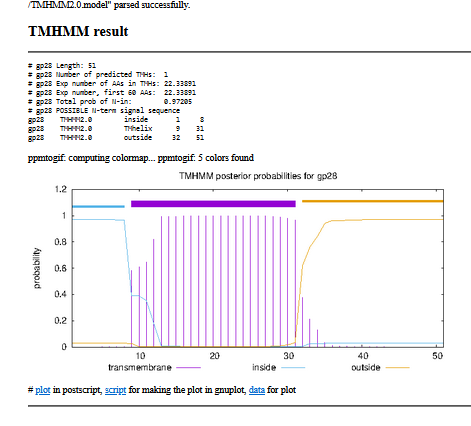 /TMHMM2.0.model" parsed successfully.
TMHMM result
# gp28 Length: 51
# gp28 Number of predicted TMHs: 1
# gp28 Exp number of AAs in TMHs: 22.33891
# gp28 Exp number, first 60 AAs: 22.33891
# gp28 Total prob of N-in: 0.97205
# gp28 POSSIBLE N-term signal sequence
gp28 TMHMM2.0 inside 1 8
gp28 TMHMM2.0 TMhelix 9 31
gp28 TMHMM2.0 outside 32 51
ppmtogif: computing colormap... ppmtogif: 5 colors found
TMHMM posterior probabilities for gp28
1.2
1
0.8
0.6
0.4
0.2
0
probability
10 20 30 40 50
transmembrane inside outside
# plot in postscript, script for making the plot in gnuplot, data for plot